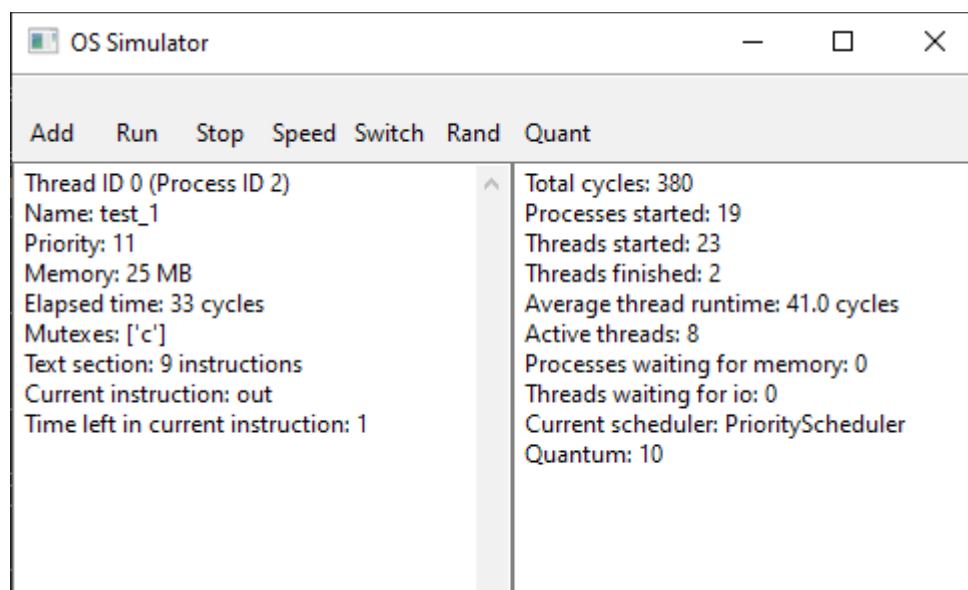 OS Simulator
Add Run Stop Speed Switch Rand Quant
Thread ID 0 (Process ID 2)
Name: test_1
Priority: 11
Memory: 25 MB
Elapsed time: 33 cycles
Mutexes: ['c']
Text section: 9 instructions
Current instruction: out
Time left in current instruction: 1
Total cycles: 380
Processes started: 19
Threads started: 23
Threads finished: 2
Average thread runtime: 41.0 cycles
Active threads: 8
Processes waiting for memory: 0
Threads waiting for io: 0
Current scheduler: PriorityScheduler
Quantum: 10